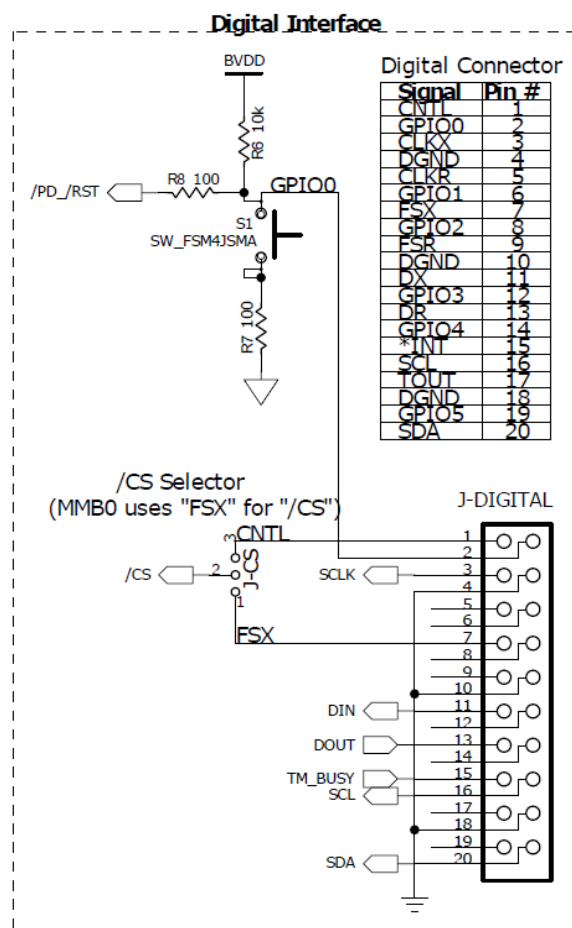 Digital Interface
BVDD
R6 10k
/PD_/RST
R8 100
GPIO0
S1
SW_FSM4JSMA
R7 100
Digital Connector
Signal Pin #
CNTL 1
GPIO0 2
CLKX 3
DGND 4
CLKR 5
GPIO1 6
FSX 7
GPIO2 8
FSR 9
DGND 10
DX 11
GPIO3 12
DR 13
GPIO4 14
*INT 15
SCL 16
TOUT 17
DGND 18
GPIO5 19
SDA 20
/CS Selector
(MMB0 uses "FSX" for "/CS")
J-DIGITAL
3
CNTL
/CS
2
J-CS
1
FSX
SCLK
DIN
DOUT
TM_BUSY
SCL
SDA
1
2
3
4
5
6
7
8
9
10
11
12
13
14
15
16
17
18
19
20